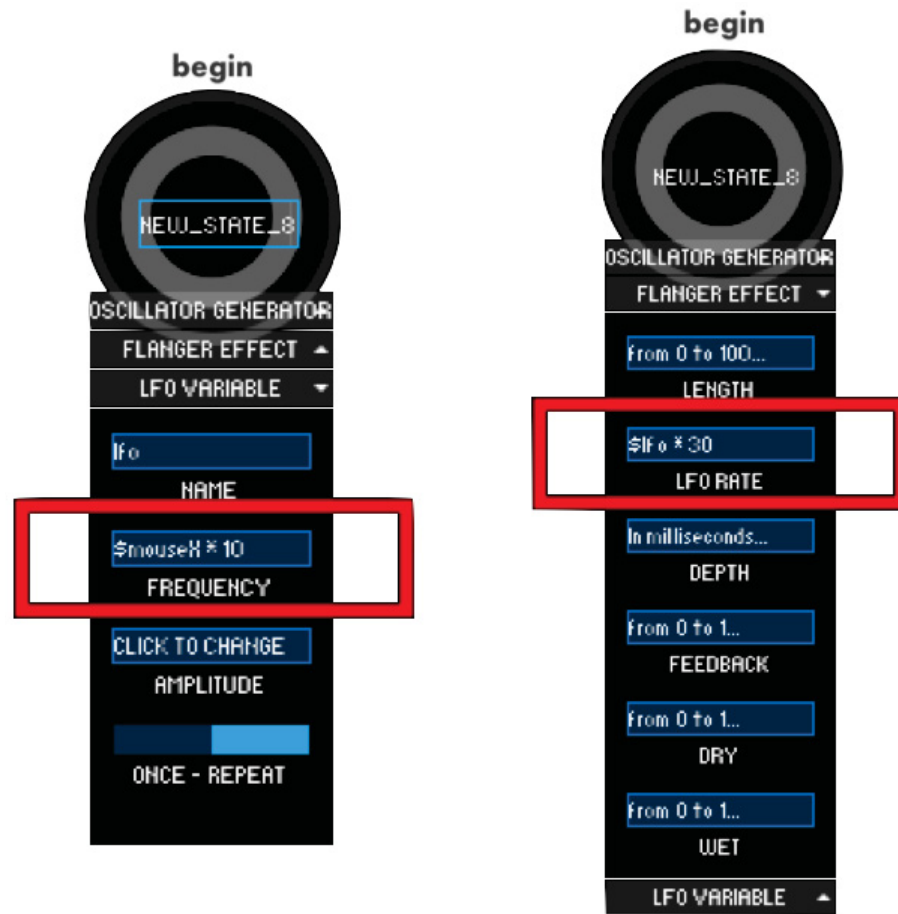 begin
NEW_STATE_8
OSCILLATOR GENERATOR
FLANGER EFFECT
LFO VARIABLE
lfo
NAME
$mouseX * 10
FREQUENCY
CLICK TO CHANGE
AMPLITUDE
ONCE - REPEAT
begin
NEW_STATE_8
OSCILLATOR GENERATOR
FLANGER EFFECT
from 0 to 100...
LENGTH
$lfo * 30
LFO RATE
In milliseconds...
DEPTH
from 0 to 1...
FEEDBACK
from 0 to 1...
DRY
from 0 to 1...
WET
LFO VARIABLE